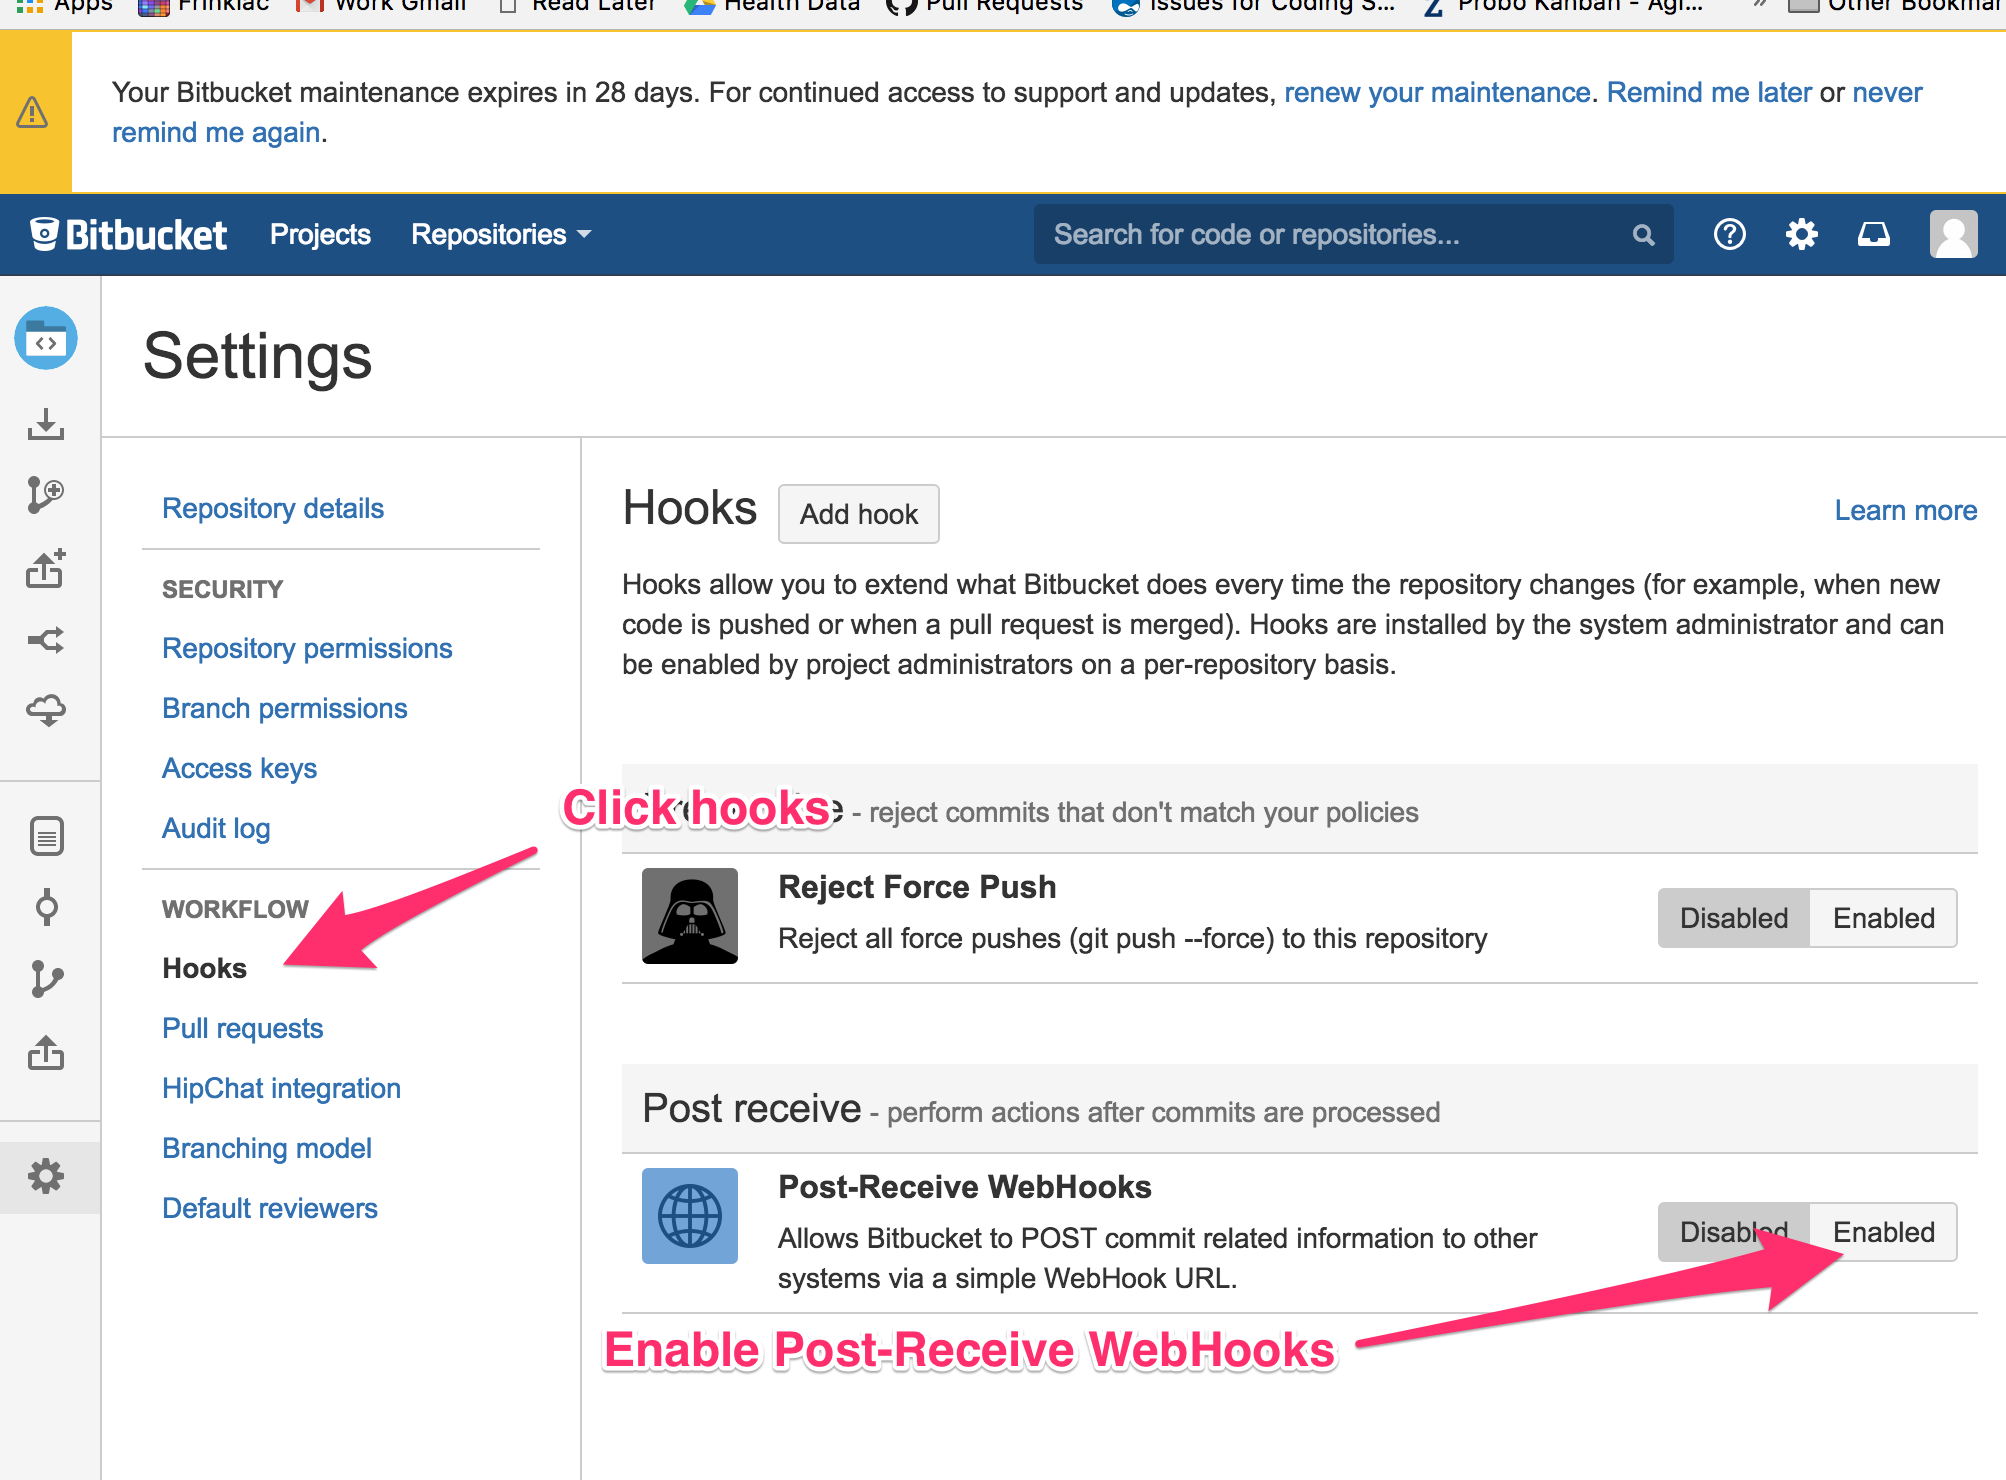 Apps Frinkiac Work Gmail Read Later Health Data Pull Requests Issues for Coding S... Probo Kanban - Agi... » Other Bookmar
Your Bitbucket maintenance expires in 28 days. For continued access to support and updates, renew your maintenance. Remind me later or never
remind me again.
Bitbucket Projects Repositories Search for code or repositories...
Settings
Repository details
SECURITY
Repository permissions
Branch permissions
Access keys
Audit log
WORKFLOW
Hooks
Pull requests
HipChat integration
Branching model
Default reviewers
Hooks Add hook Learn more
Hooks allow you to extend what Bitbucket does every time the repository changes (for example, when new
code is pushed or when a pull request is merged). Hooks are installed by the system administrator and can
be enabled by project administrators on a per-repository basis.
Click hooks
- reject commits that don't match your policies
Reject Force Push
Reject all force pushes (git push --force) to this repository
Disabled Enabled
Post receive - perform actions after commits are processed
Post-Receive WebHooks
Allows Bitbucket to POST commit related information to other
systems via a simple WebHook URL.
Disabled Enabled
Enable Post-Receive WebHooks